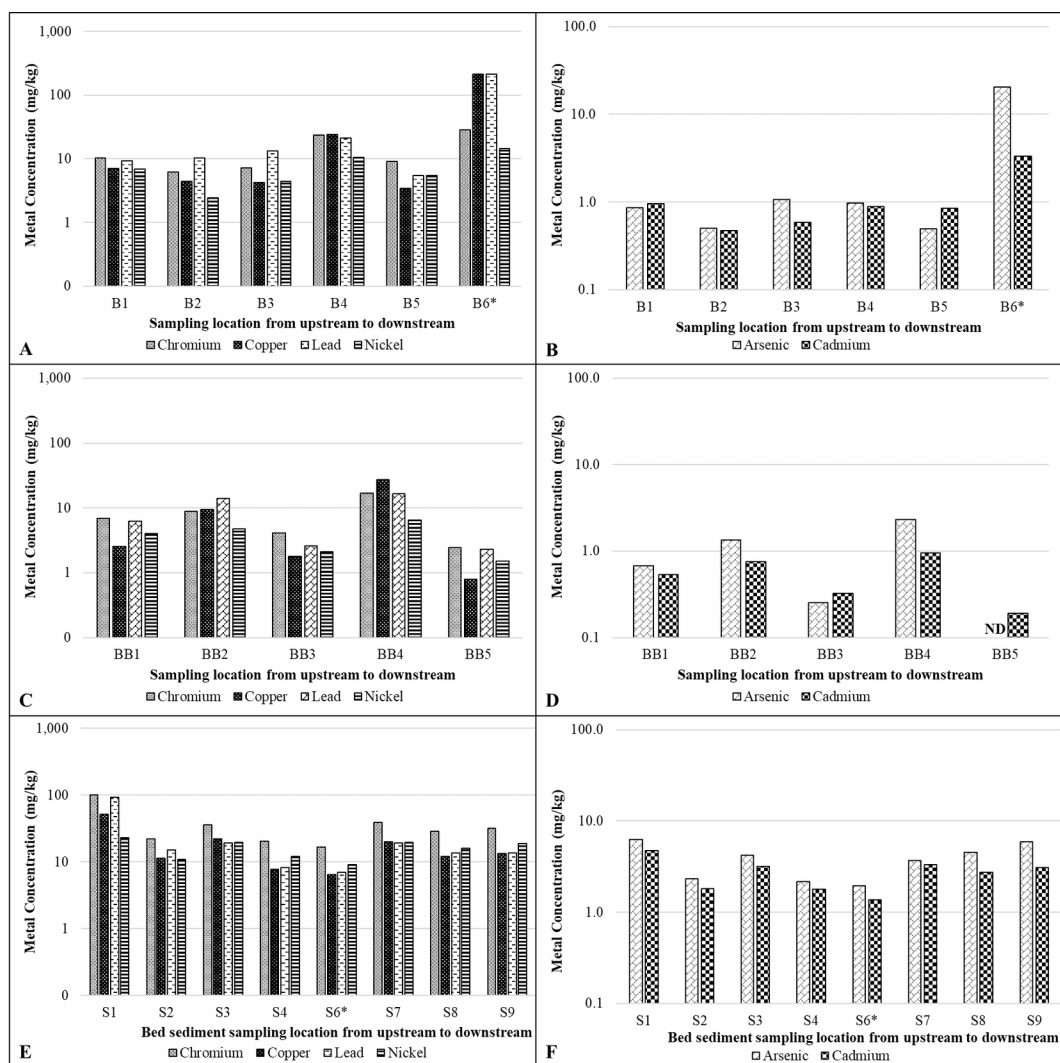 1,000
100
10
1
0
Metal Concentration (mg/kg)
B1 B2 B3 B4 B5 B6*
Sampling location from upstream to downstream
A
Chromium Copper Lead Nickel
100.0
10.0
1.0
0.1
Metal Concentration (mg/kg)
B1 B2 B3 B4 B5 B6*
Sampling location from upstream to downstream
B
Arsenic Cadmium
1,000
100
10
1
0
Metal Concentration (mg/kg)
BB1 BB2 BB3 BB4 BB5
Sampling location from upstream to downstream
C
Chromium Copper Lead Nickel
100.0
10.0
1.0
0.1
Metal Concentration (mg/kg)
ND
BB1 BB2 BB3 BB4 BB5
Sampling location from upstream to downstream
D
Arsenic Cadmium
1,000
100
10
1
0
Metal Concentration (mg/kg)
S1 S2 S3 S4 S6* S7 S8 S9
Bed sediment sampling location from upstream to downstream
E
Chromium Copper Lead Nickel
100.0
10.0
1.0
0.1
Metal Concentration (mg/kg)
S1 S2 S3 S4 S6* S7 S8 S9
Bed sediment sampling location from upstream to downstream
F
Arsenic Cadmium